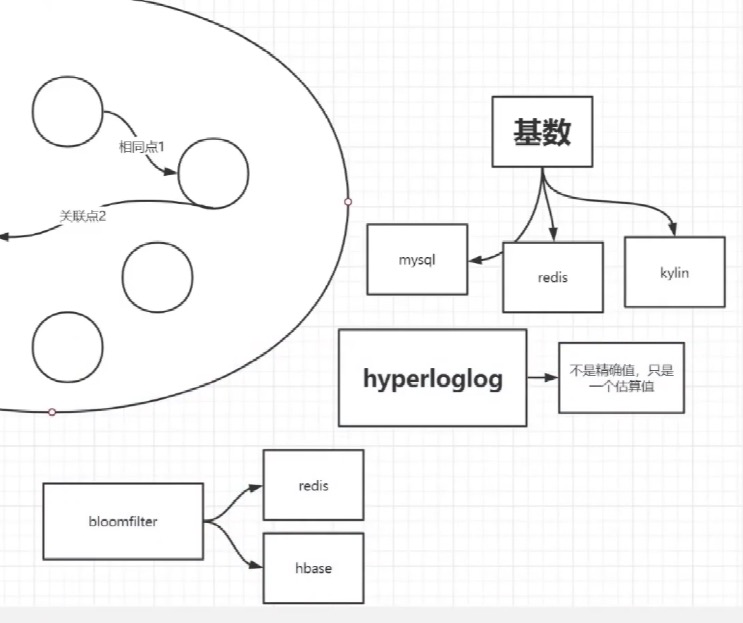 基数
相同点1
关联点2
mysql
redis
kylin
hyperloglog
不是精确值，只是
一个估算值
redis
bloomfilter
hbase